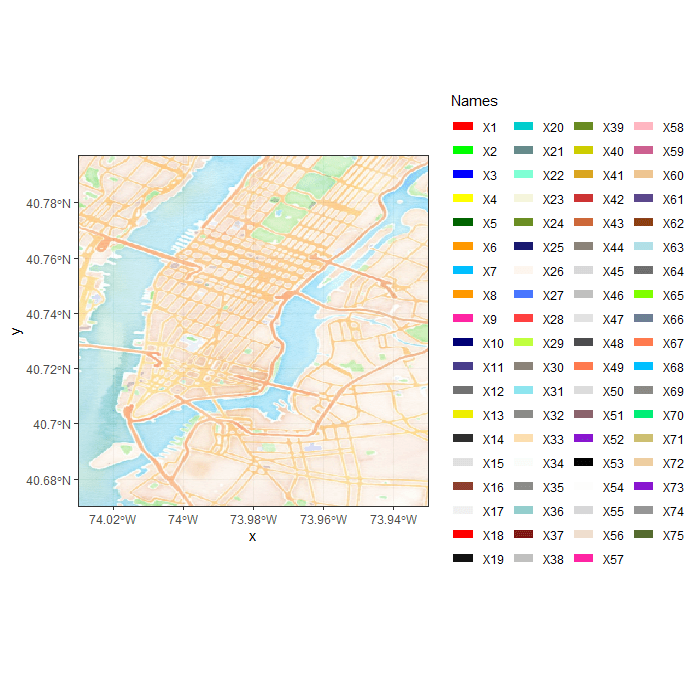 Names
X1 X20 X39 X58
X2 X21 X40 X59
X3 X22 X41 X60
X4 X23 X42 X61
X5 X24 X43 X62
X6 X25 X44 X63
X7 X26 X45 X64
X8 X27 X46 X65
X9 X28 X47 X66
X10 X29 X48 X67
X11 X30 X49 X68
X12 X31 X50 X69
X13 X32 X51 X70
X14 X33 X52 X71
X15 X34 X53 X72
X16 X35 X54 X73
X17 X36 X55 X74
X18 X37 X56 X75
X19 X38 X57
40.78°N
40.76°N
40.74°N
40.72°N
40.7°N
40.68°N
y
74.02°W 74°W 73.98°W 73.96°W 73.94°W
x